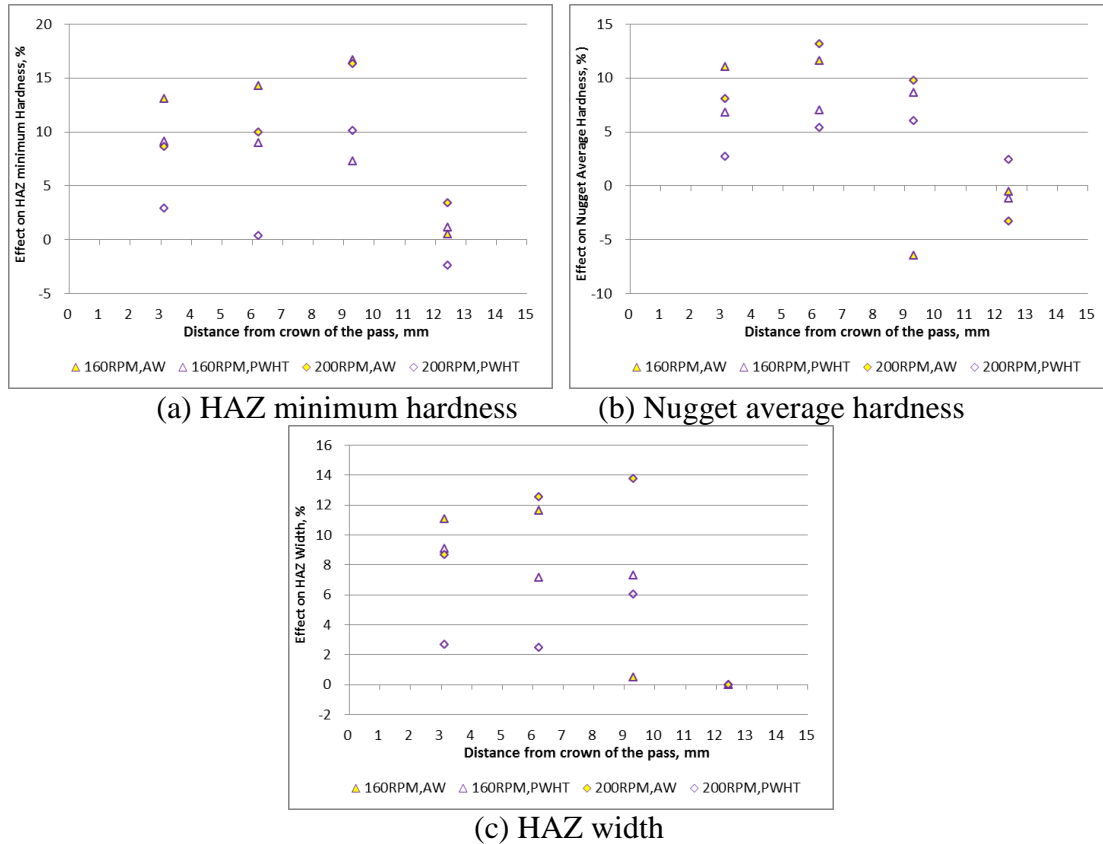 Effect on HAZ minimum Hardness, %
20
15
10
5
0
-5
0 1 2 3 4 5 6 7 8 9 10 11 12 13 14 15
Distance from crown of the pass, mm
160RPM,AW 160RPM,PWHT 200RPM,AW 200RPM,PWHT
(a) HAZ minimum hardness
Effect on Nugget Average Hardness, %)
15
10
5
0
-5
-10
0 1 2 3 4 5 6 7 8 9 10 11 12 13 14 15
Distance from crown of the pass, mm
160RPM,AW 160RPM,PWHT 200RPM,AW 200RPM,PWHT
(b) Nugget average hardness
Effect on HAZ Width, %
16
14
12
10
8
6
4
2
0
-2
0 1 2 3 4 5 6 7 8 9 10 11 12 13 14 15
Distance from crown of the pass, mm
160RPM,AW 160RPM,PWHT 200RPM,AW 200RPM,PWHT
(c) HAZ width